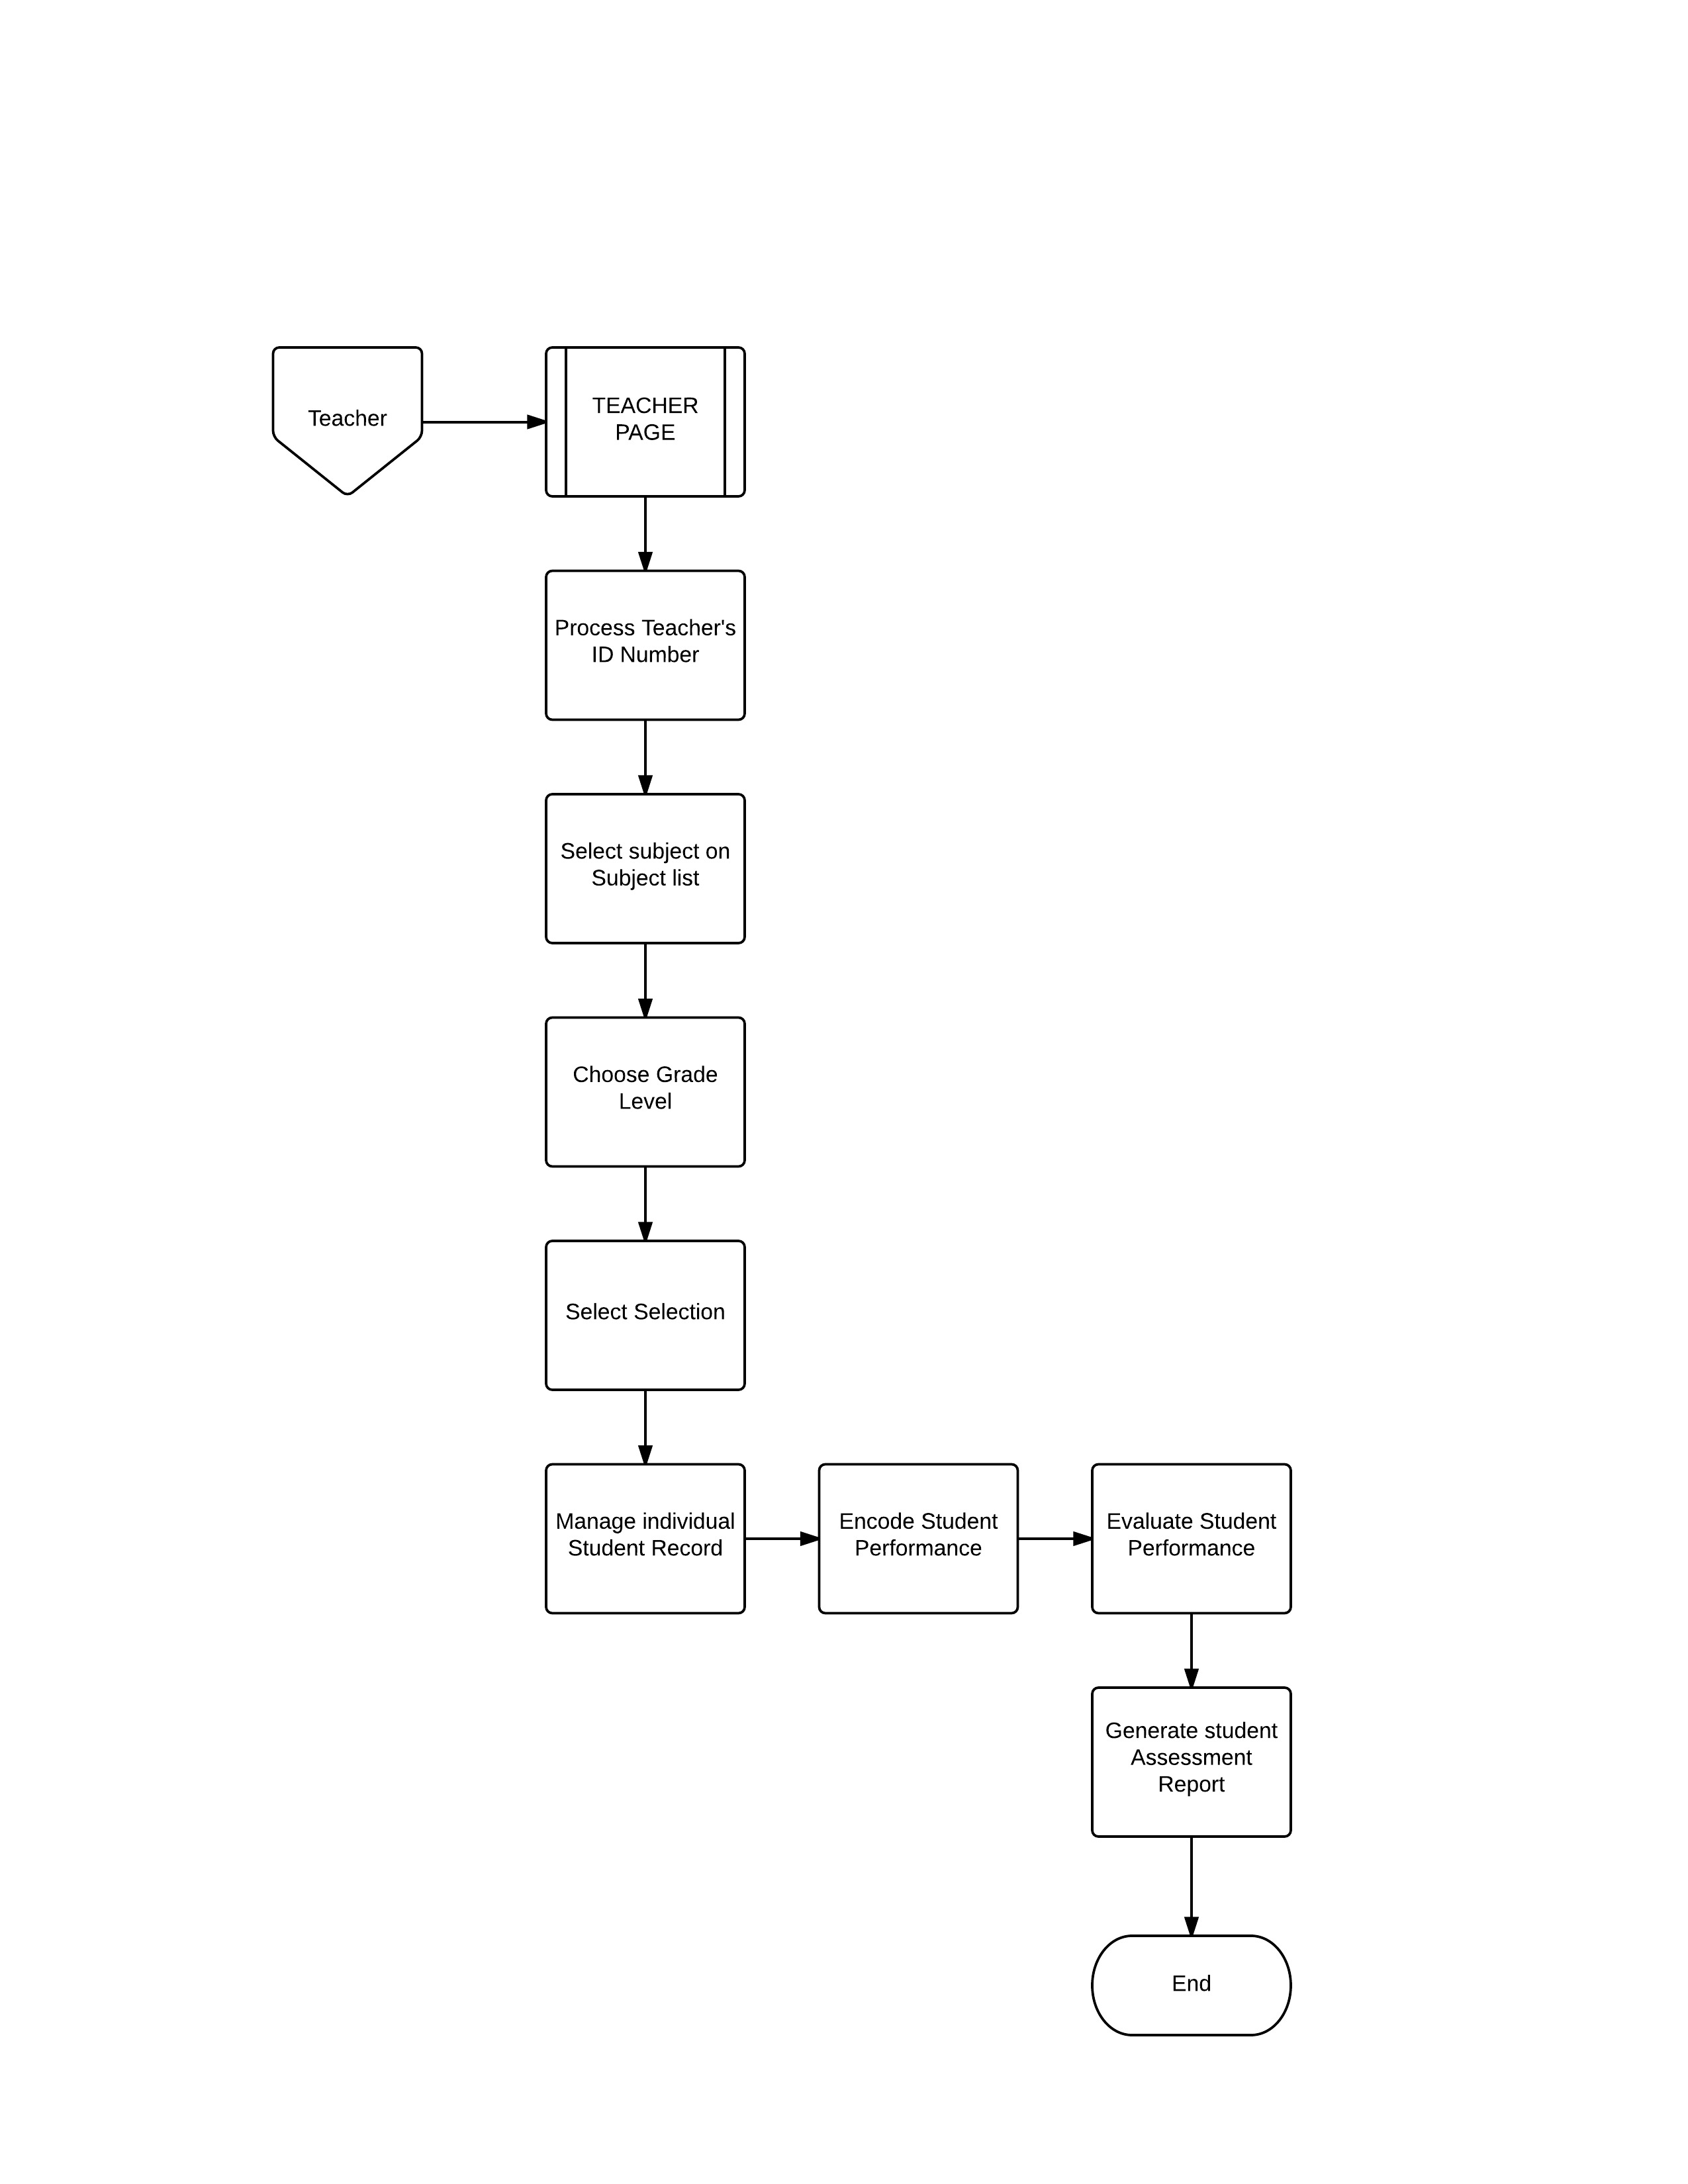 Teacher
TEACHER
PAGE
Process Teacher's
ID Number
Select subject on
Subject list
Choose Grade
Level
Select Selection
Manage individual
Student Record
Encode Student
Performance
Evaluate Student
Performance
Generate student
Assessment
Report
End